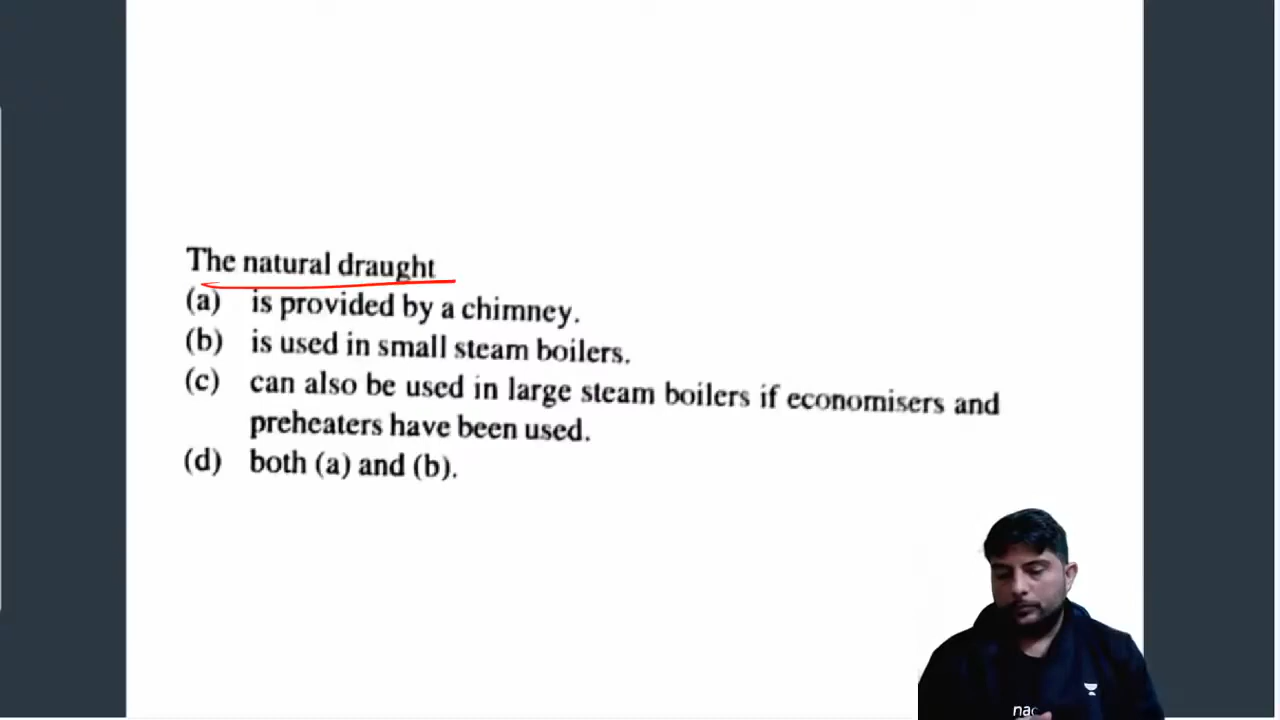 The natural draught
(a) is provided by a chimney.
(b) is used in small steam boilers.
(c) can also be used in large steam boilers if economisers and
preheaters have been used.
(d) both (a) and (b).